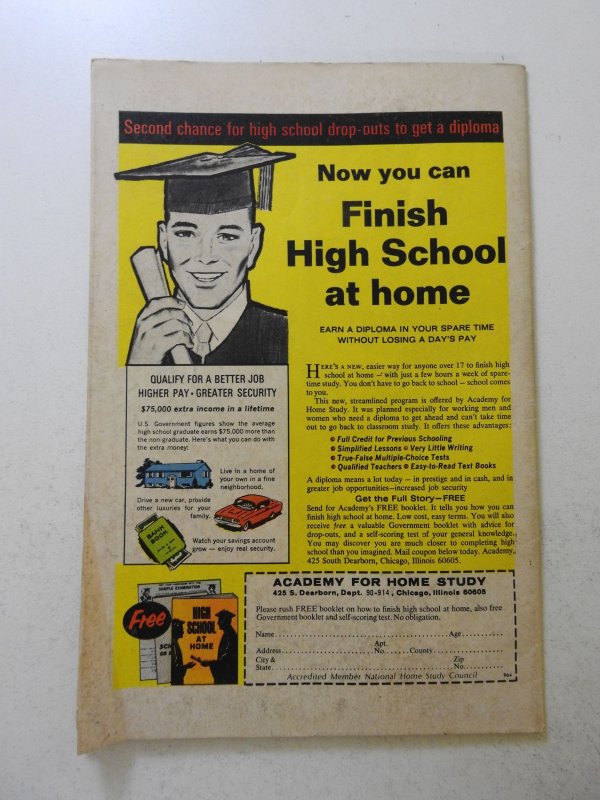 Second chance for high school drop-outs to get a diploma
Now you can
Finish
High School
at home
EARN A DIPLOMA IN YOUR SPARE TIME
WITHOUT LOSING A DAY'S PAY
QUALIFY FOR A BETTER JOB
HIGHER PAY • GREATER SECURITY
$75,000 extra income in a lifetime
U.S. Government figures show the average
high school graduate earns $75,000 more than
the non-graduate. Here's what you can do with
the extra money:
Live in a home of
your own in a fine
neighborhood.
Drive a new car, provide
other luxuries for your
family.
BANK
BOOK
Watch your savings account
grow — enjoy real security.
HERE'S A NEW, easier way for anyone over 17 to finish high
school at home — with just a few hours a week of spare-
time study. You don't have to go back to school — school comes
to you.
This new, streamlined program is offered by Academy for
Home Study. It was planned especially for working men and
women who need a diploma to get ahead and can't take time
out to go back to classroom study. It offers these advantages:
Full Credit for Previous Schooling
Simplified Lessons Very Little Writing
True-False Multiple-Choice Tests
Qualified Teachers Easy-to-Read Text Books
A diploma means a lot today — in prestige and in cash, and in
greater job opportunities—increased job security
Get the Full Story—FREE
Send for Academy's FREE booklet. It tells you how you can
finish high school at home. Low cost, easy terms. You will also
receive free a valuable Government booklet with advice for
drop-outs, and a self-scoring test of your general knowledge.
You may discover you are much closer to completing high
school than you imagined. Mail coupon below today. Academy,
425 South Dearborn, Chicago, Illinois 60605.
SAMPLE EXAMINATION
Free
HIGH
SCHOOL
AT
HOME
ACADEMY FOR HOME STUDY
425 S. Dearborn, Dept. 90-914, Chicago, Illinois 60605
Please rush FREE booklet on how to finish high school at home, also free
Government booklet and self-scoring test. No obligation.
Name Age
Apt.
Address No. County
City & Zip
State No.
Accredited Member National Home Study Council 964